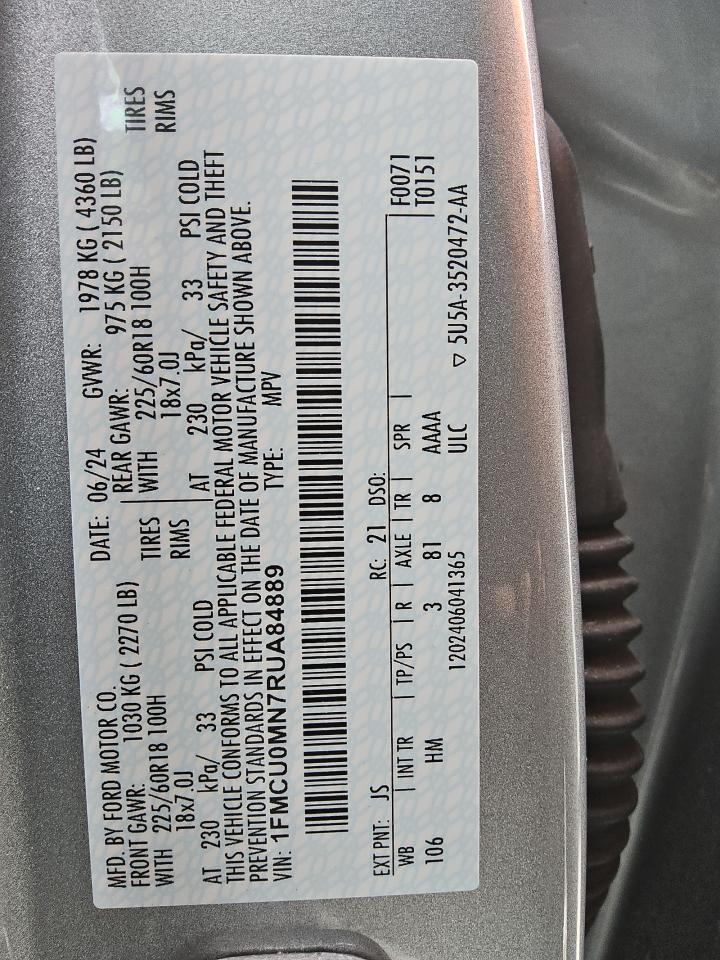 MFD. BY FORD MOTOR CO.
DATE: 06/24 GVWR: 1978 KG ( 4360 LB)
FRONT GAWR: 1030 KG ( 2270 LB)
REAR GAWR: 975 KG ( 2150 LB)
WITH 225/60R18 100H TIRES
WITH 225/60R18 100H TIRES
18x7.0J RIMS
18x7.0J RIMS
AT 230 kPa/ 33 PSI COLD
AT 230 kPa/ 33 PSI COLD
THIS VEHICLE CONFORMS TO ALL APPLICABLE FEDERAL MOTOR VEHICLE SAFETY AND THEFT
PREVENTION STANDARDS IN EFFECT ON THE DATE OF MANUFACTURE SHOWN ABOVE.
VIN: 1FMCU0MN7RUA84889 TYPE: MPV
EXT PNT: JS RC: 21 DSO: F0071
WB INT TR TP/PS R AXLE TR SPR T0151
106 HM 3 81 8 AAAA
1202406041365 ULC ▽ 5U5A-3520472-AA